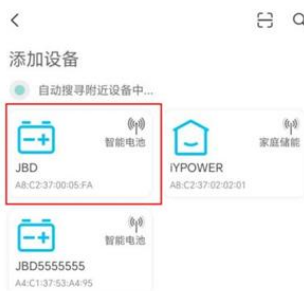 添加设备
自动搜寻附近设备中...
智能电池
JBD
A8:C2:37:00:05:FA
家庭储能
iYPOWER
A8:C2:37:02:02:01
智能电池
JBD5555555
A4:C1:37:53:A4:95